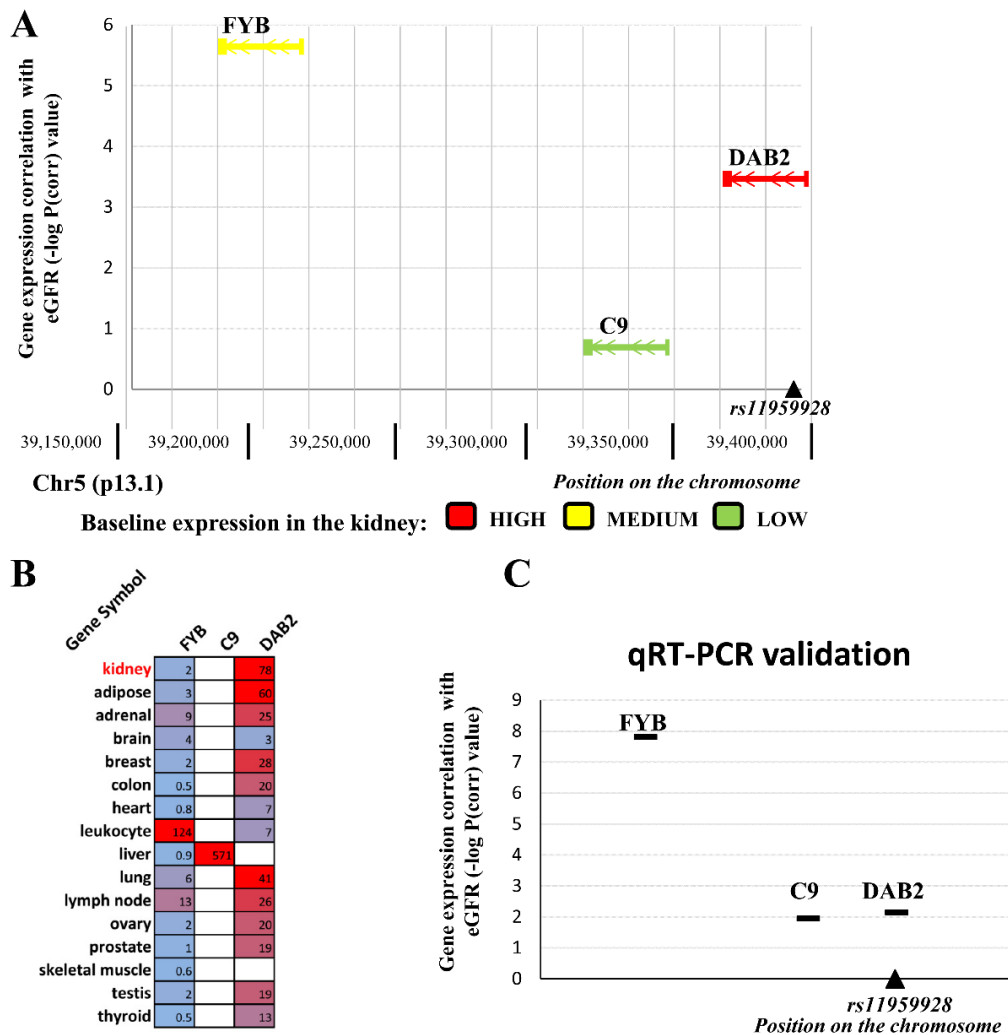 A
Gene expression correlation with
eGFR (-log P(corr) value)
6
5
4
3
2
1
0
FYB
DAB2
C9
rs11959928
39,150,000 39,200,000 39,250,000 39,300,000 39,350,000 39,400,000
Chr5 (p13.1) Position on the chromosome
Baseline expression in the kidney: HIGH MEDIUM LOW
B
Gene Symbol FYB C9 DAB2
kidney 2 78
adipose 3 60
adrenal 9 25
brain 4 3
breast 2 28
colon 0.5 20
heart 0.8 7
leukocyte 124 7
liver 0.9 571
lung 6 41
lymph node 13 26
ovary 2 20
prostate 1 19
skeletal muscle 0.6
testis 2 19
thyroid 0.5 13
C
qRT-PCR validation
Gene expression correlation with
eGFR (-log P(corr) value)
9
8
7
6
5
4
3
2
1
0
FYB
C9 DAB2
rs11959928
Position on the chromosome